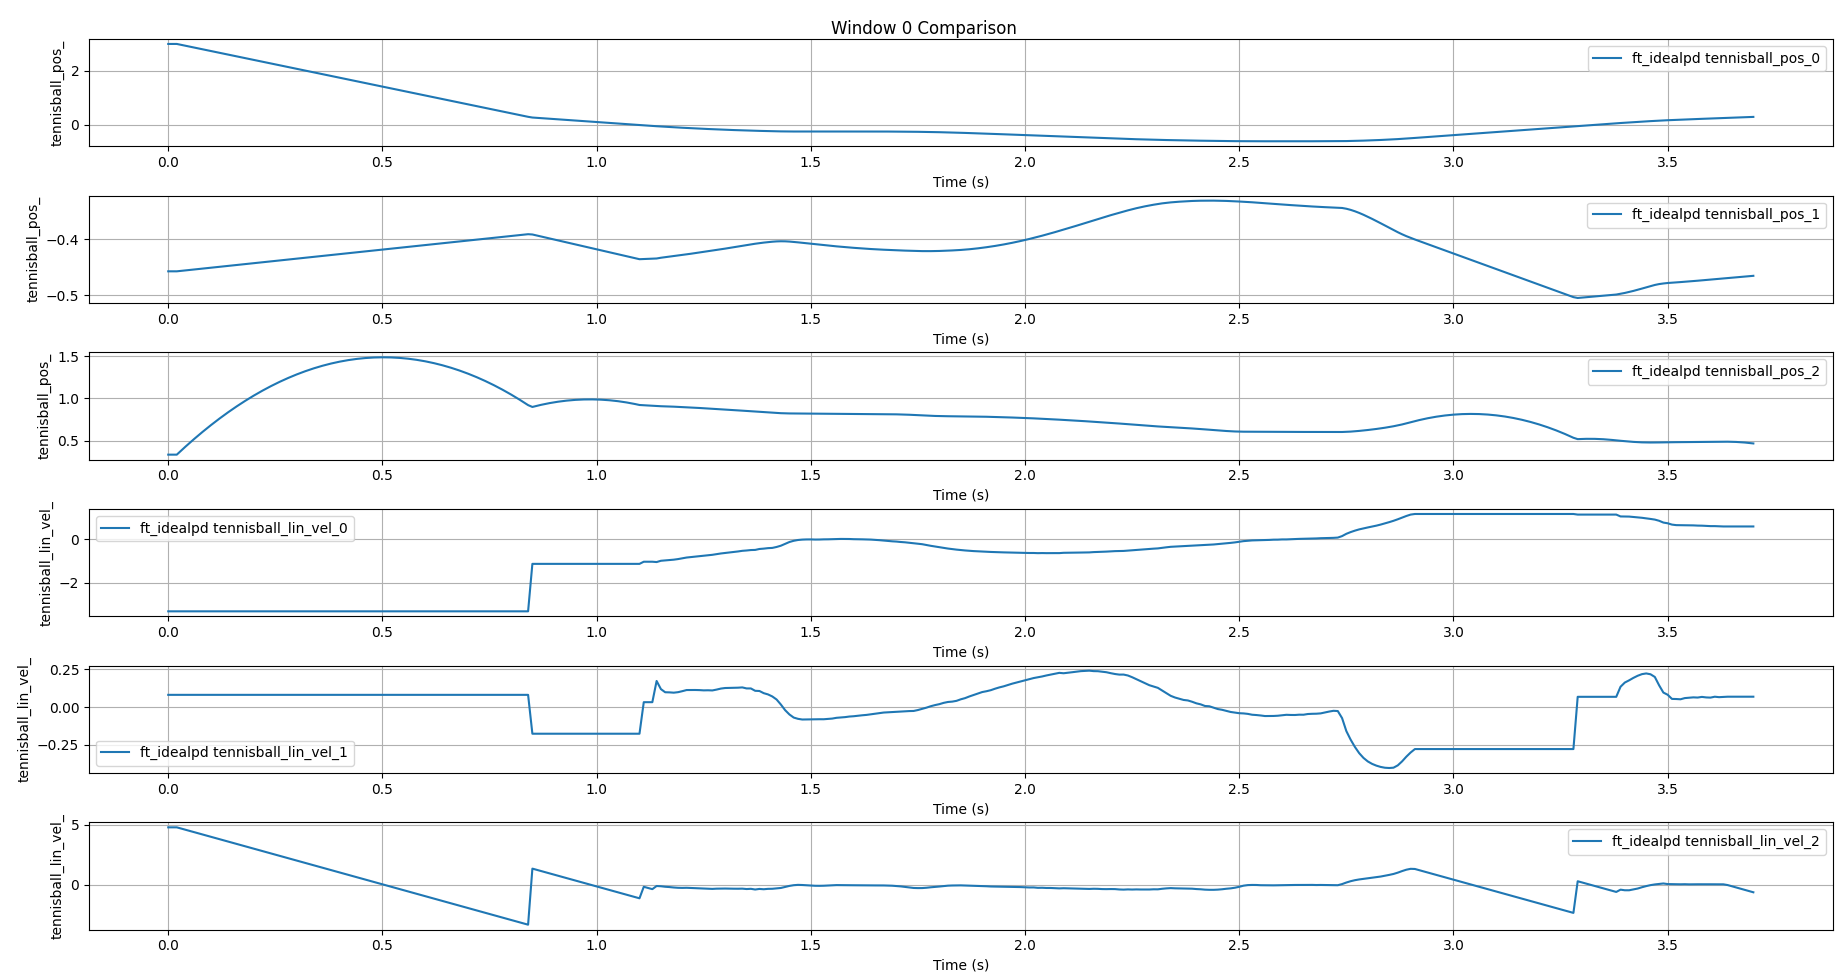 Window 0 Comparison
tennisball_pos_
2
0
ft_idealpd tennisball_pos_0
0.0 0.5 1.0 1.5 2.0 2.5 3.0 3.5
Time (s)
tennisball_pos_
−0.4
−0.5
ft_idealpd tennisball_pos_1
0.0 0.5 1.0 1.5 2.0 2.5 3.0 3.5
Time (s)
tennisball_pos_
1.5
1.0
0.5
ft_idealpd tennisball_pos_2
0.0 0.5 1.0 1.5 2.0 2.5 3.0 3.5
Time (s)
tennisball_lin_vel_
0
−2
ft_idealpd tennisball_lin_vel_0
0.0 0.5 1.0 1.5 2.0 2.5 3.0 3.5
Time (s)
tennisball_lin_vel_
0.25
0.00
−0.25
ft_idealpd tennisball_lin_vel_1
0.0 0.5 1.0 1.5 2.0 2.5 3.0 3.5
Time (s)
tennisball_lin_vel_
5
0
ft_idealpd tennisball_lin_vel_2
0.0 0.5 1.0 1.5 2.0 2.5 3.0 3.5
Time (s)